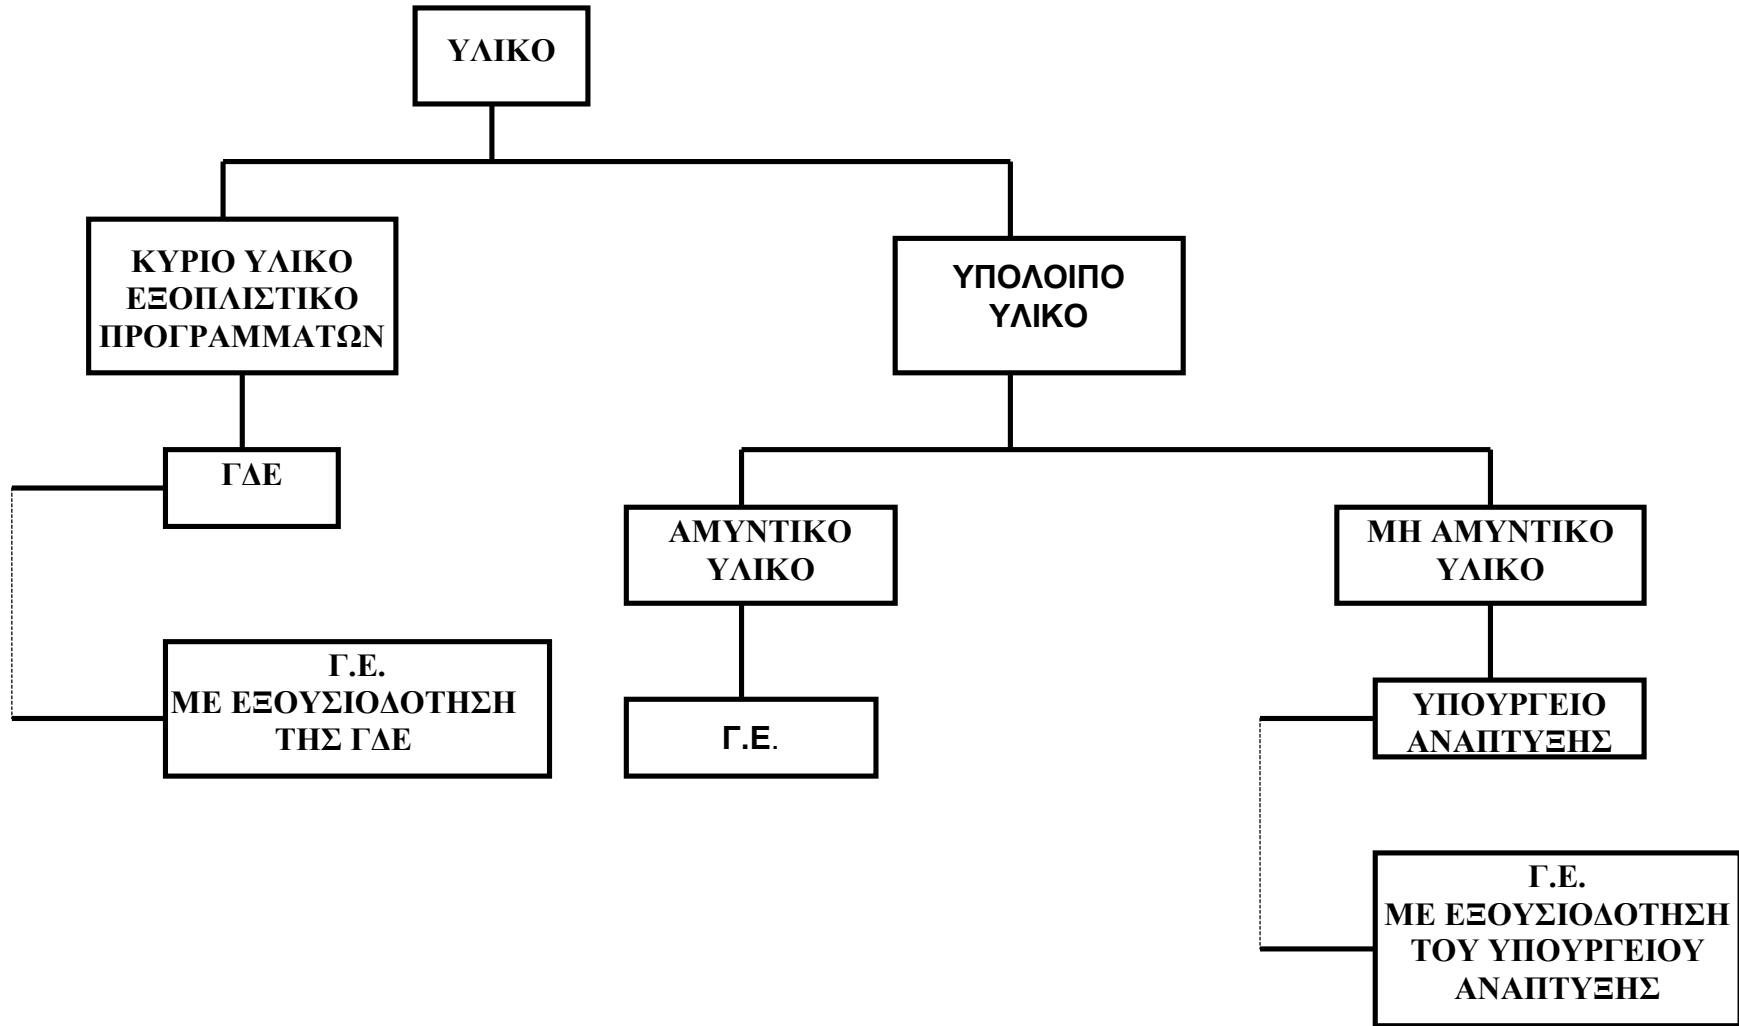 ΥΛΙΚΟ
ΚΥΡΙΟ ΥΛΙΚΟ
ΕΞΟΠΛΙΣΤΙΚΟ
ΠΡΟΓΡΑΜΜΑΤΩΝ
ΥΠΟΛΟΙΠΟ
ΥΛΙΚΟ
ΓΔΕ
ΑΜΥΝΤΙΚΟ
ΥΛΙΚΟ
ΜΗ ΑΜΥΝΤΙΚΟ
ΥΛΙΚΟ
Γ.Ε.
ΜΕ ΕΞΟΥΣΙΟΔΟΤΗΣΗ
ΤΗΣ ΓΔΕ
Γ.Ε.
ΥΠΟΥΡΓΕΙΟ
ΑΝΑΠΤΥΞΗΣ
Γ.Ε.
ΜΕ ΕΞΟΥΣΙΟΔΟΤΗΣΗ
ΤΟΥ ΥΠΟΥΡΓΕΙΟΥ
ΑΝΑΠΤΥΞΗΣ